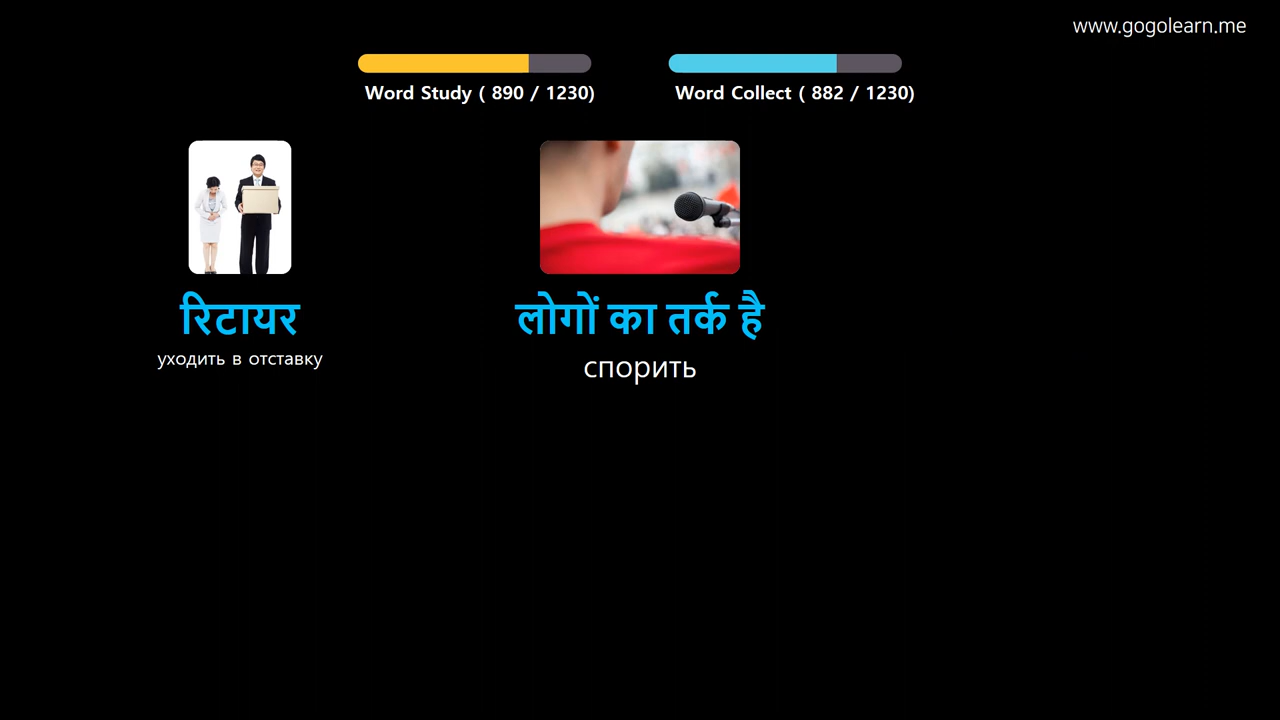 www.gogolearn.me
Word Study ( 890 / 1230)
Word Collect ( 882 / 1230)
रिटायर
уходить в отставку
लोगों का तर्क है
спорить